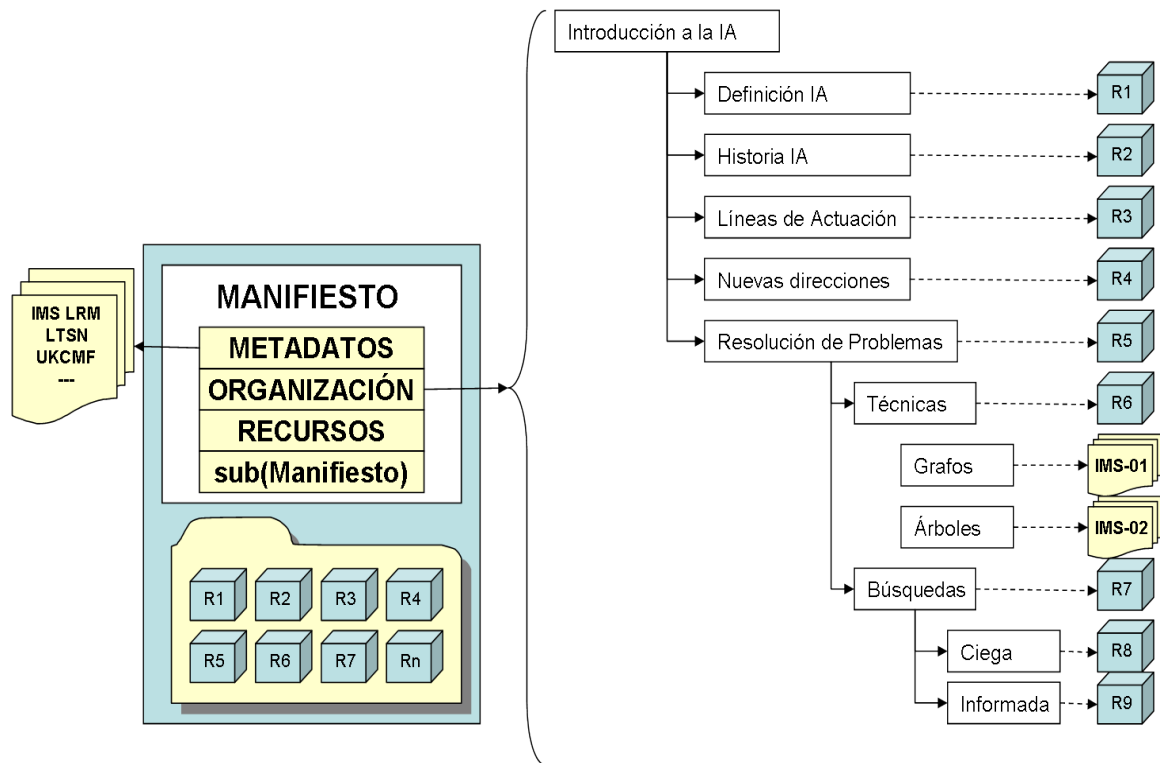 IMS LRM
LTSN
UKCMF
---
MANIFIESTO
METADATOS
ORGANIZACIÓN
RECURSOS
sub(Manifiesto)
R1 R2 R3 R4
R5 R6 R7 Rn
Introducción a la IA
Definición IA R1
Historia IA R2
Líneas de Actuación R3
Nuevas direcciones R4
Resolución de Problemas R5
Técnicas R6
Grafos IMS-01
Árboles IMS-02
Búsquedas R7
Ciega R8
Informada R9